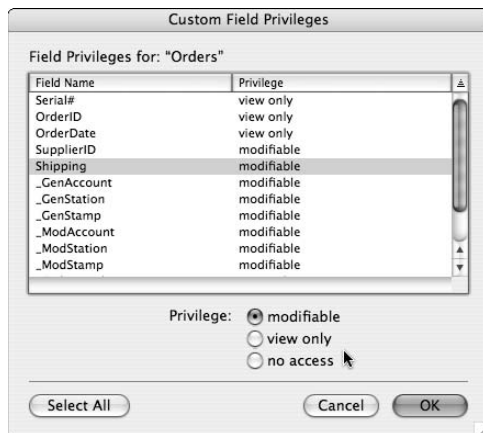 Custom Field Privileges
Field Privileges for: “Orders”
Field Name Privilege
Serial# view only
OrderID view only
OrderDate view only
SupplierID modifiable
Shipping modifiable
_GenAccount modifiable
_GenStation modifiable
_GenStamp modifiable
_ModAccount modifiable
_ModStation modifiable
_ModStamp modifiable
Privilege: modifiable
view only
no access
Select All Cancel OK